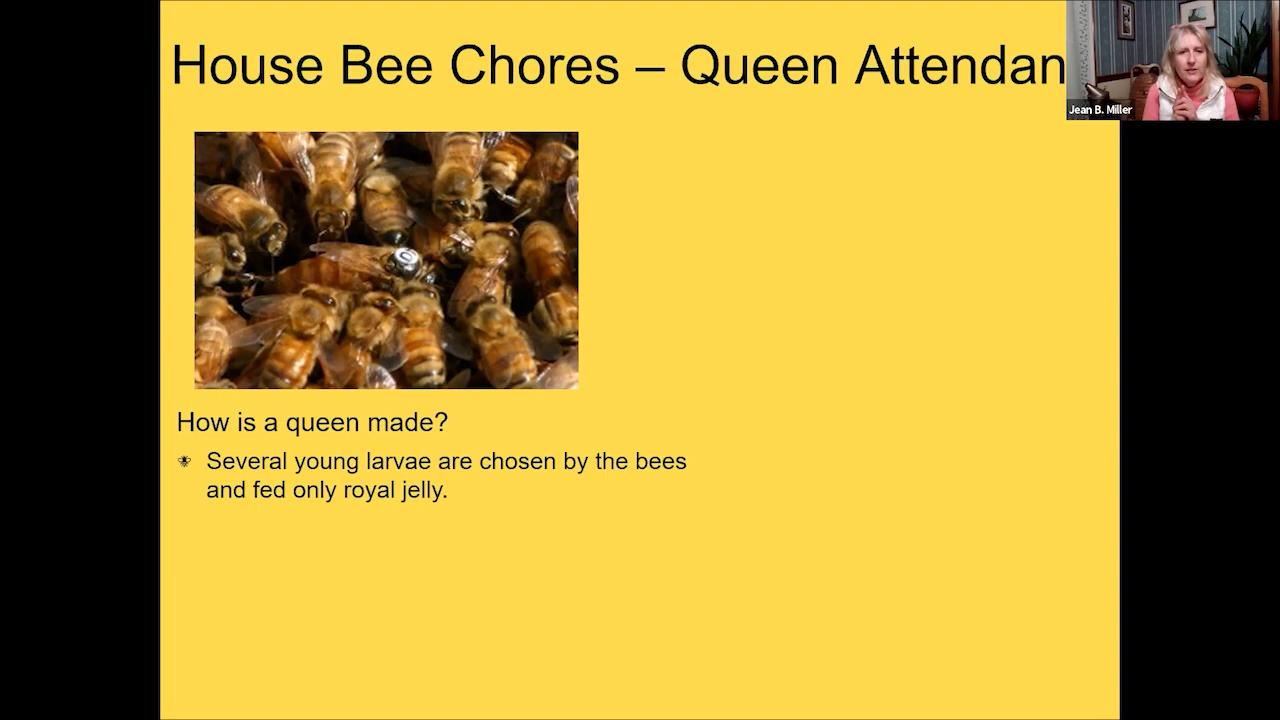 House Bee Chores – Queen Attendan
Jean B. Miller
How is a queen made?
Several young larvae are chosen by the bees
and fed only royal jelly.